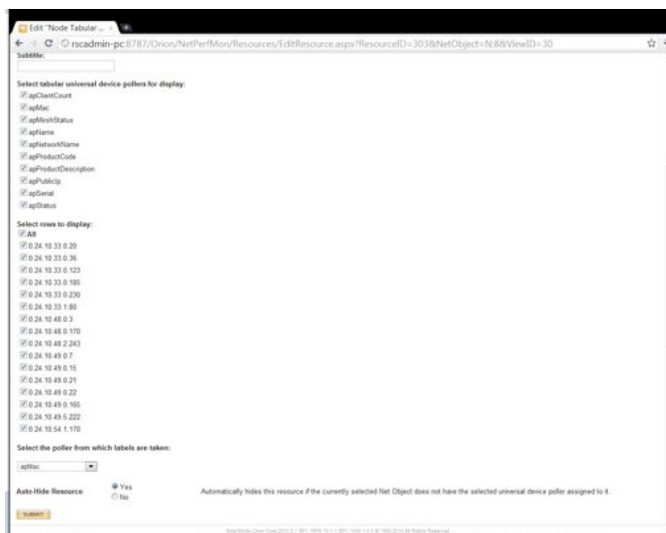 Edit "Node Tabular ...
rscadmin-pc:8787/Orion/NetPerfMon/Resources/EditResource.aspx?ResourceID=303&NetObject=N:8&ViewID=30
Subtitle:
Select tabular universal device pollers for display:
apClientCount
apMac
apMeshStatus
apName
apNetworkName
apProductCode
apProductDescription
apPublicIp
apSerial
apStatus
Select rows to display:
All
0.24.10.33.0.20
0.24.10.33.0.36
0.24.10.33.0.123
0.24.10.33.0.185
0.24.10.33.0.230
0.24.10.33.1.80
0.24.10.48.0.3
0.24.10.48.0.170
0.24.10.48.2.243
0.24.10.49.0.7
0.24.10.49.0.15
0.24.10.49.0.21
0.24.10.49.0.22
0.24.10.49.0.165
0.24.10.49.5.222
0.24.10.54.1.170
Select the poller from which labels are taken:
apMac
Auto-Hide Resource
Yes
No
Automatically hides this resource if the currently selected Net Object does not have the selected universal device poller assigned to it.
SUBMIT